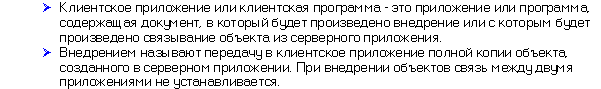 Клиентское приложение или клиентская программа - это приложение или программа,
содержащая документ, в который будет произведено внедрение или с которым будет
произведено связывание объекта из серверного приложения.
Внедрением называют передачу в клиентское приложение полной копии объекта,
созданного в серверном приложении. При внедрении объектов связь между двумя
приложениями не устанавливается.